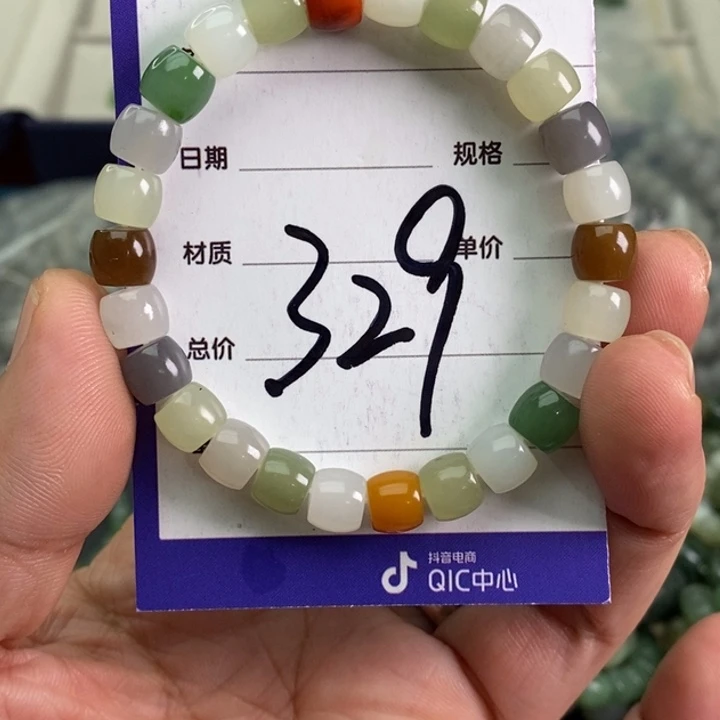 日期 规格
材质 单价
329
总价
抖音电商
QIC中心